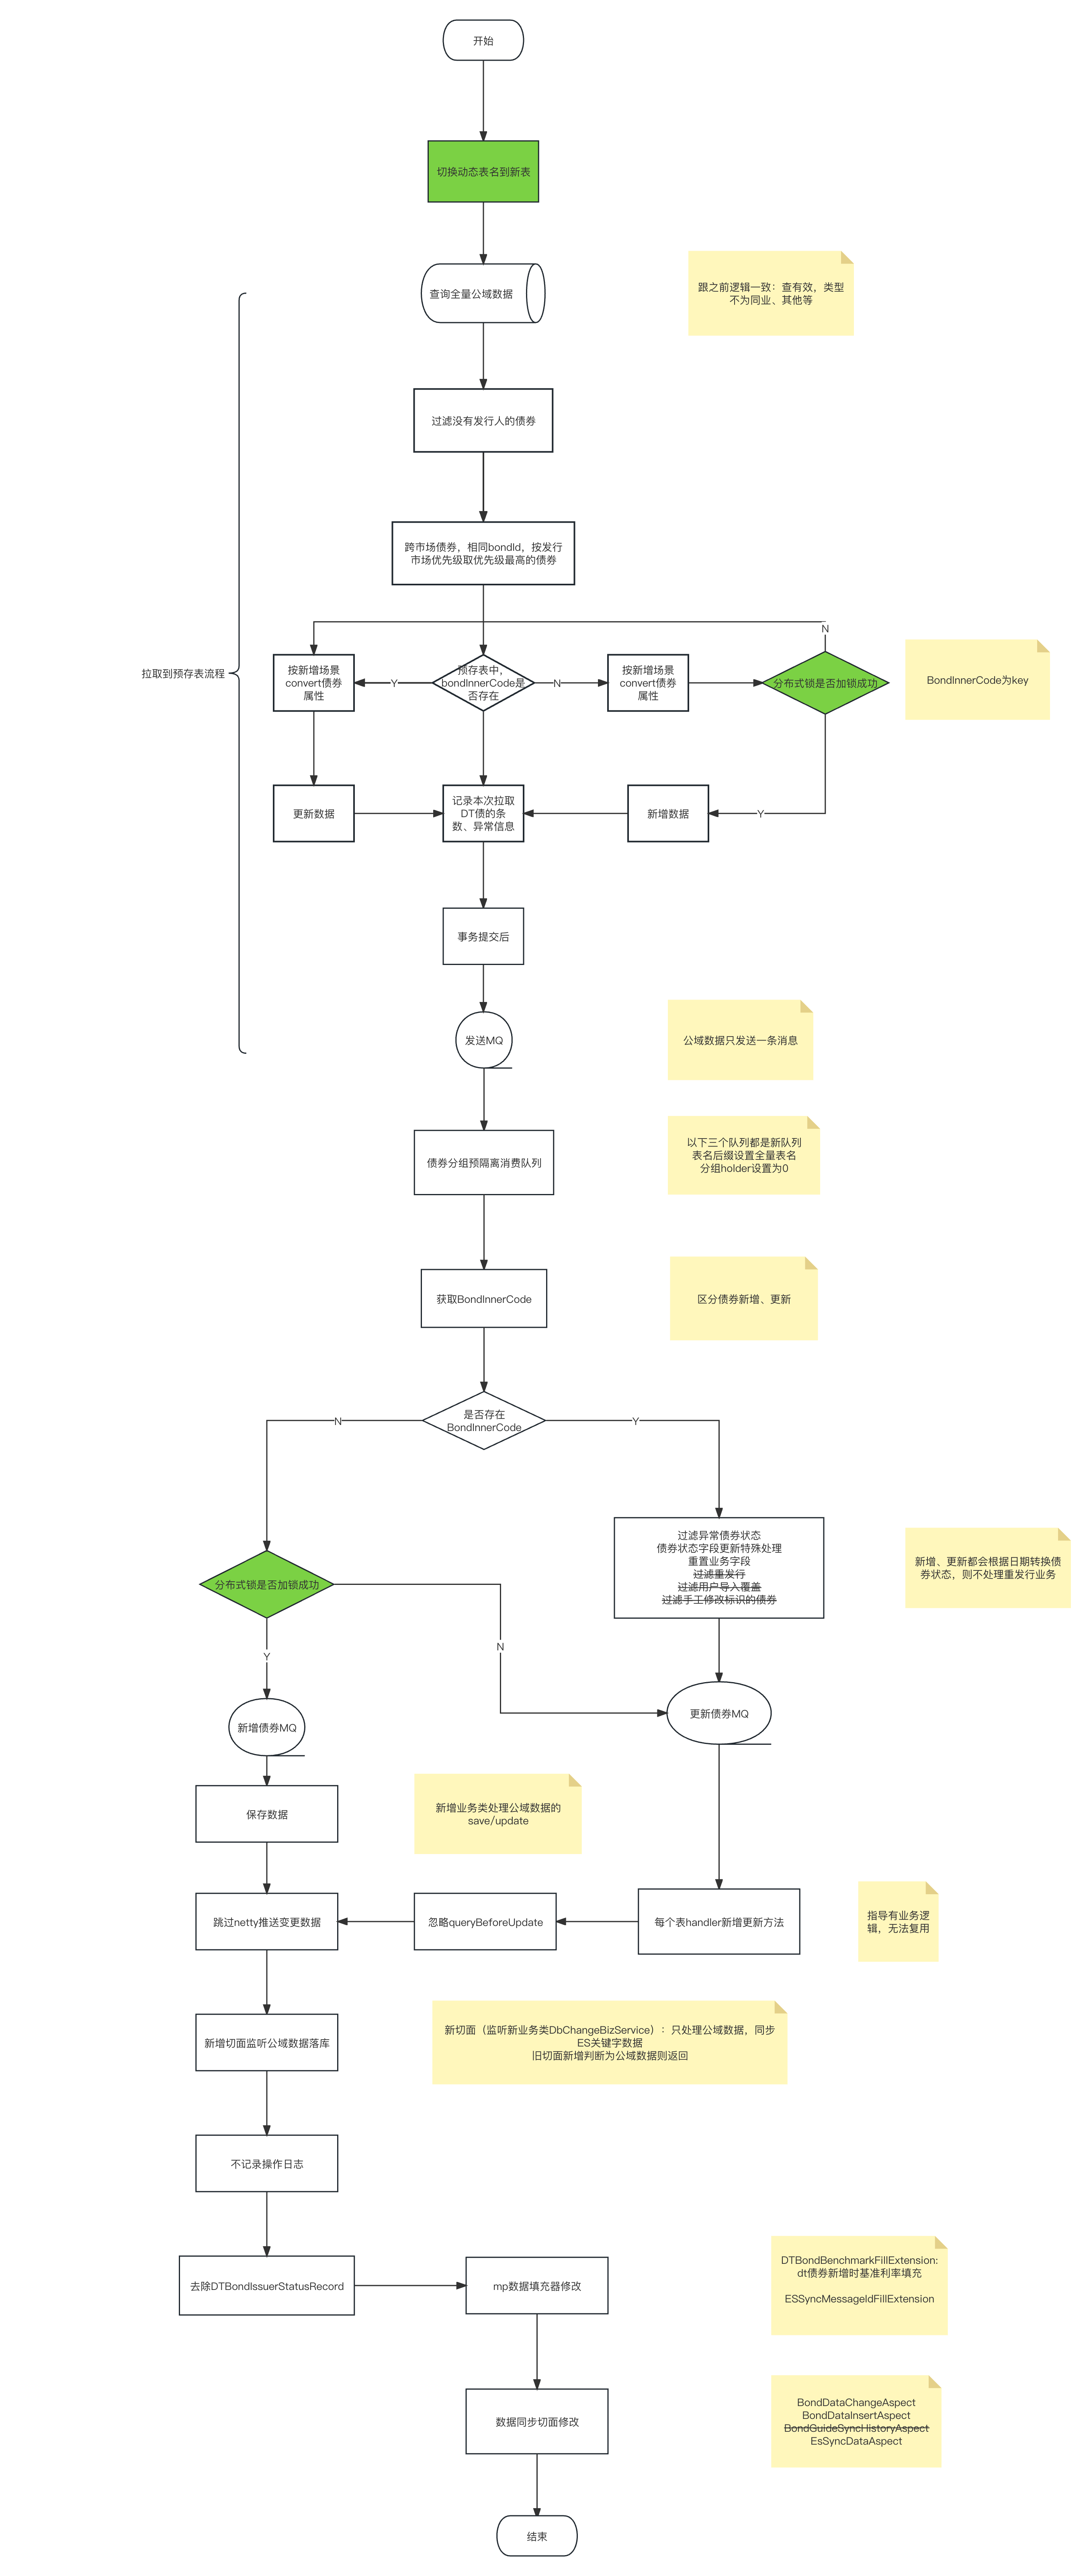 开始
切换动态表名到新表
查询全量公域数据
跟之前逻辑一致：查有效，类型
不为同业、其他等
过滤没有发行人的债券
跨市场债券，相同bondId，按发行
市场优先级取优先级最高的债券
N
拉取到预存表流程
按新增场景
convert债券
属性
Y
预存表中，
bondInnerCode是
否存在
N
按新增场景
convert债券
属性
分布式锁是否加锁成功
BondInnerCode为key
更新数据
记录本次拉取
DT债的条
数、异常信息
新增数据
Y
事务提交后
发送MQ
公域数据只发送一条消息
债券分组预隔离消费队列
以下三个队列都是新队列
表名后缀设置全量表名
分组holder设置为0
获取BondInnerCode
区分债券新增、更新
是否存在
BondInnerCode
N
Y
过滤异常债券状态
债券状态字段更新特殊处理
重置业务字段
过滤重发行
过滤用户导入覆盖
过滤手工修改标识的债券
新增、更新都会根据日期转换债
券状态，则不处理重发行业务
分布式锁是否加锁成功
N
Y
新增债券MQ
更新债券MQ
保存数据
新增业务类处理公域数据的
save/update
跳过netty推送变更数据
忽略queryBeforeUpdate
每个表handler新增更新方法
指导有业务逻
辑，无法复用
新增切面监听公域数据落库
新切面（监听新业务类DbChangeBizService）：只处理公域数据，同步
ES关键字数据
旧切面新增判断为公域数据则返回
不记录操作日志
去除DTBondIssuerStatusRecord
mp数据填充器修改
DTBondBenchmarkFillExtension:
dt债券新增时基准利率填充
ESSyncMessageIdFillExtension
数据同步切面修改
BondDataChangeAspect
BondDataInsertAspect
BondGuideSyncHistoryAspect
EsSyncDataAspect
结束